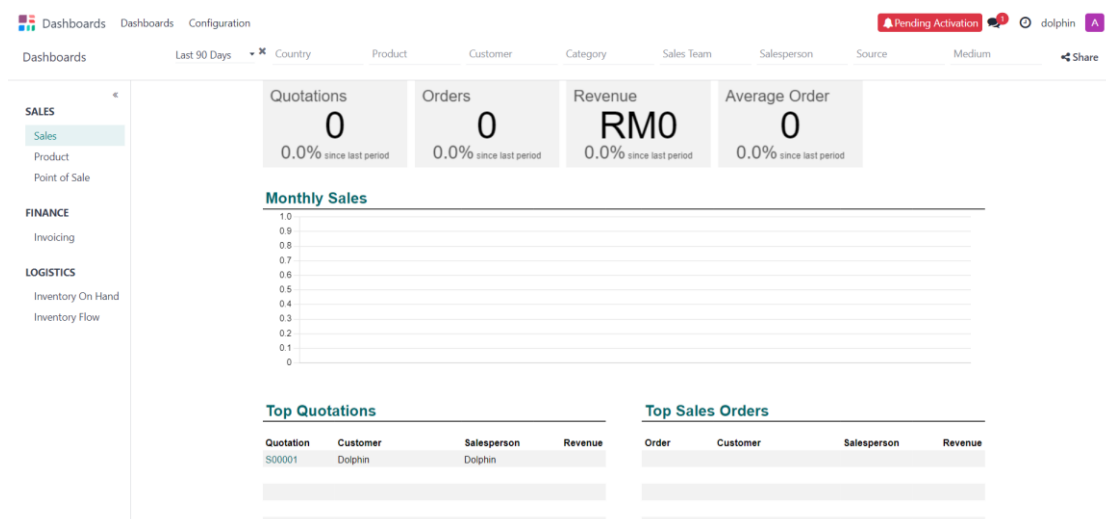 Dashboards Dashboards Configuration Pending Activation 1 dolphin A
Dashboards Last 90 Days Country Product Customer Category Sales Team Salesperson Source Medium Share
SALES
Sales
Product
Point of Sale
FINANCE
Invoicing
LOGISTICS
Inventory On Hand
Inventory Flow
Quotations Orders Revenue Average Order
0 0 RM0 0
0.0% since last period 0.0% since last period 0.0% since last period 0.0% since last period
Monthly Sales
1.0
0.9
0.8
0.7
0.6
0.5
0.4
0.3
0.2
0.1
0
Top Quotations Top Sales Orders
Quotation Customer Salesperson Revenue Order Customer Salesperson Revenue
S00001 Dolphin Dolphin